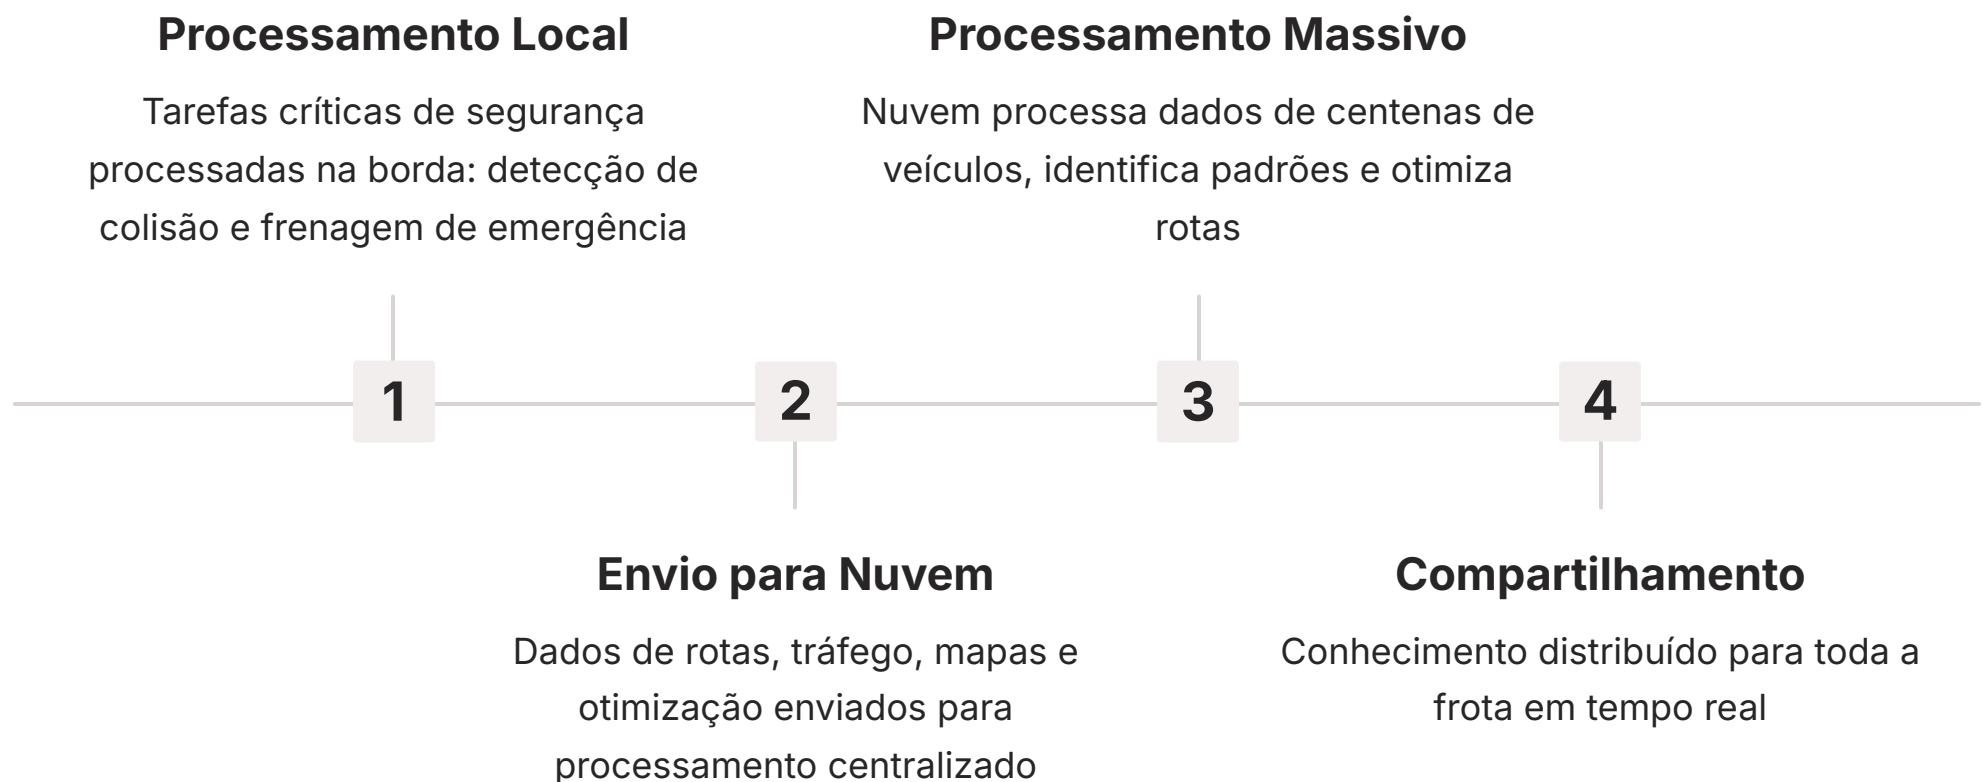 Processamento Local
Tarefas críticas de segurança
processadas na borda: detecção de
colisão e frenagem de emergência
Processamento Massivo
Nuvem processa dados de centenas de
veículos, identifica padrões e otimiza
rotas
1
2
3
4
Envio para Nuvem
Dados de rotas, tráfego, mapas e
otimização enviados para
processamento centralizado
Compartilhamento
Conhecimento distribuído para toda a
frota em tempo real